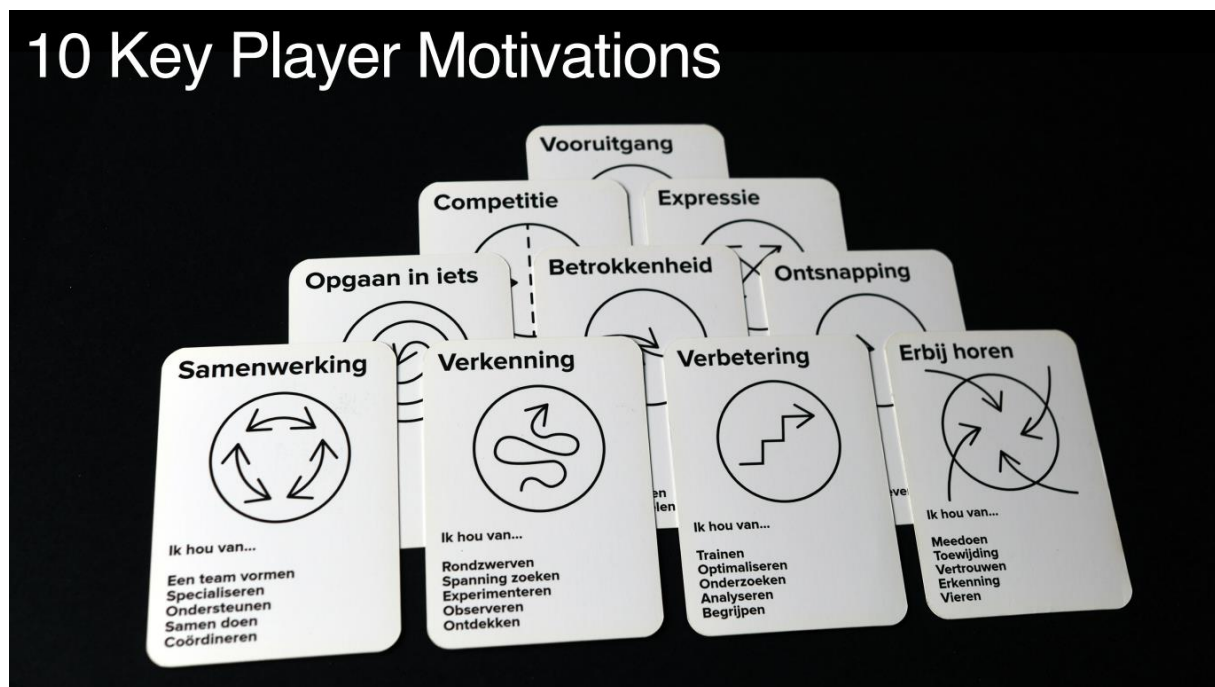 10 Key Player Motivations
Vooruitgang
Competitie
Expressie
Opgaan in iets
Betrokkenheid
Ontsnapping
Samenwerking
Ik hou van...
Een team vormen
Specialiseren
Ondersteunen
Samen doen
Coördineren
Verkenning
Ik hou van...
Rondzwerven
Spanning zoeken
Experimenteren
Observeren
Ontdekken
Verbetering
Ik hou van...
Trainen
Optimaliseren
Onderzoeken
Analyseren
Begrijpen
Erbij horen
Ik hou van...
Meedoen
Toewijding
Vertrouwen
Erkenning
Vieren